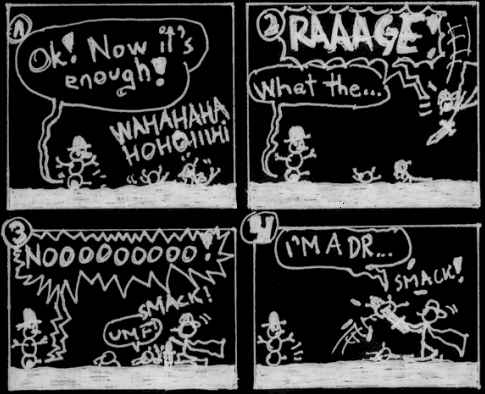 1
Ok! Now it's
enough!
WAHAHAHA
HOHOHIHI
2
RAAAGE!
What the...
3
NOOOOOOOOO!
SMACK!
UMF!
4
I'M A DR...
SMACK!